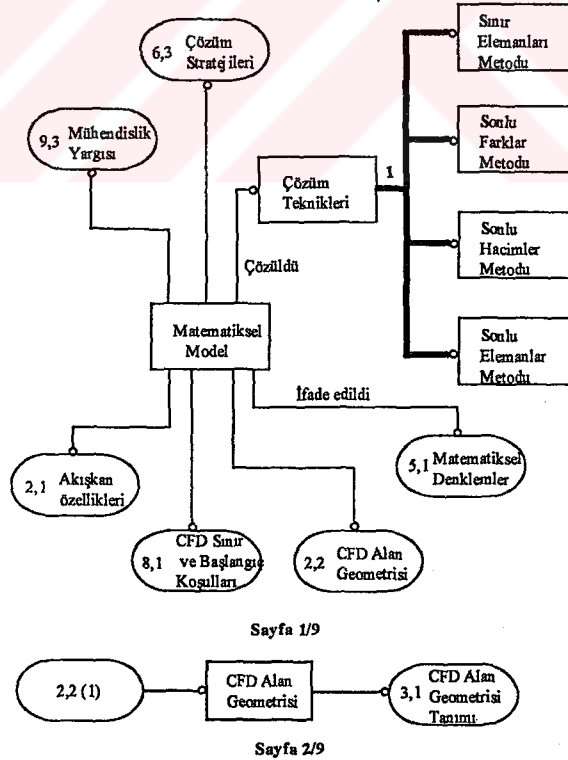 6,3 Çözüm
Stratejileri
Sınır
Elemanları
Metodu
9,3 Mühendislik
Yargısı
Sonlu
Farklar
Metodu
1
Çözüm
Teknikleri
Sonlu
Hacimler
Metodu
Çözüldü
Matematiksel
Model
Sonlu
Elemanlar
Metodu
İfade edildi
2,1 Akışkan
özellikleri
5,1 Matematiksel
Denklemler
8,1 CFD Sınır
ve Başlangıç
Koşulları
2,2 CFD Alan
Geometrisi
Sayfa 1/9
2,2 (1)
CFD Alan
Geometrisi
3,1 CFD Alan
Geometrisi
Tanımı
Sayfa 2/9